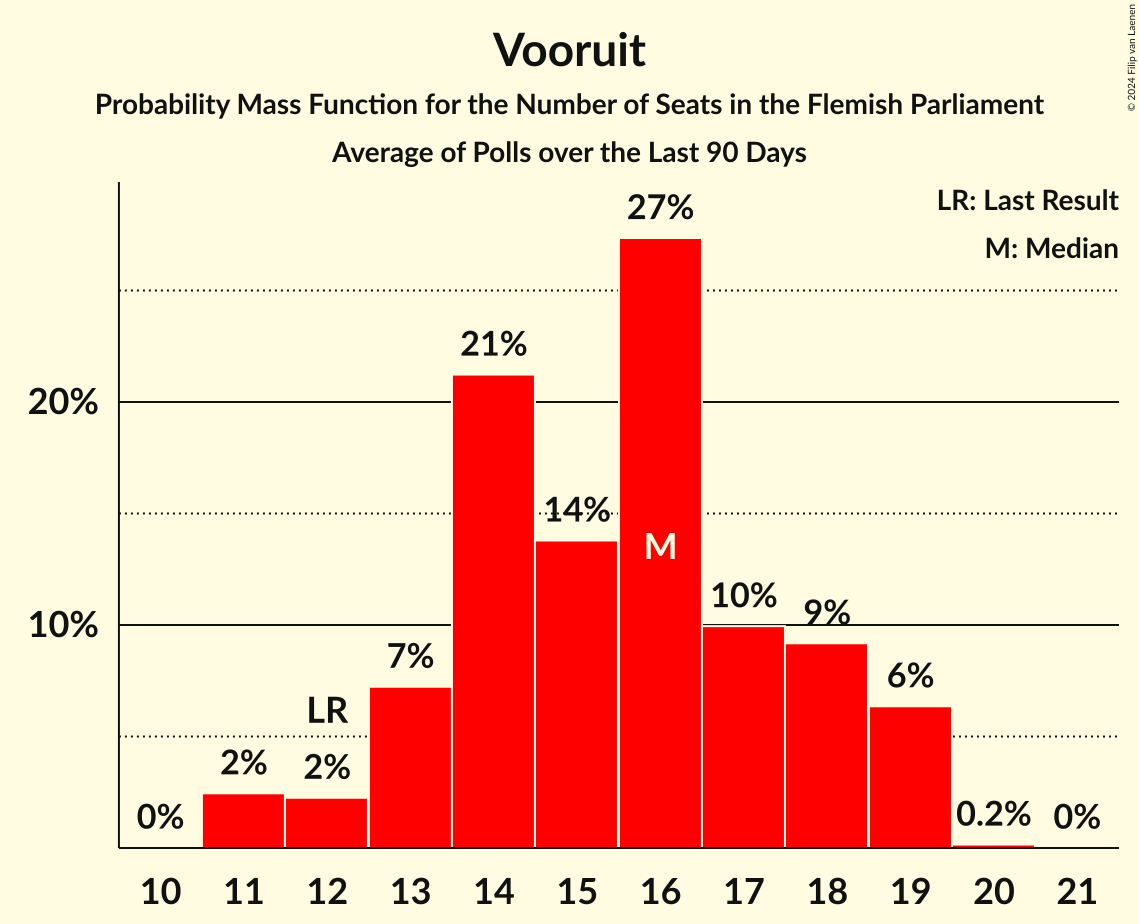 Vooruit
Probability Mass Function for the Number of Seats in the Flemish Parliament
Average of Polls over the Last 90 Days
© 2024 Filip van Laenen
LR: Last Result
M: Median
27%
21%
20%
14%
M
10%
9%
10%
7%
6%
LR
2%
2%
0%
0.2%
0%
10 11 12 13 14 15 16 17 18 19 20 21